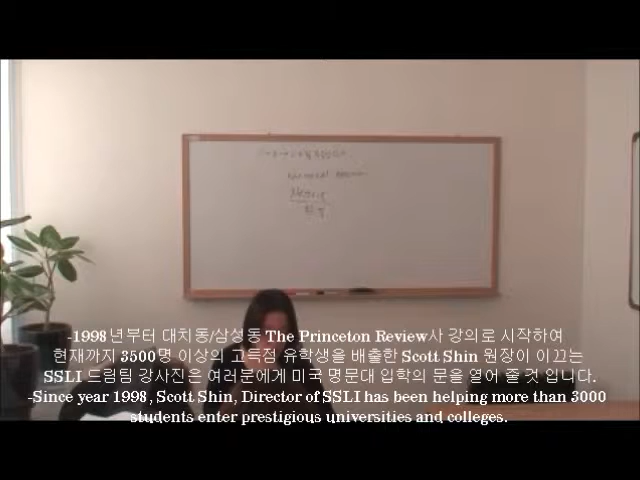 -1998년부터 대치동/삼성동 The Princeton Review사 강의로 시작하여
현재까지 3500명 이상의 고득점 유학생을 배출한 Scott Shin 원장이 이끄는
SSLI 드림팀 강사진은 여러분에게 미국 명문대 입학의 문을 열어 줄 것 입니다.
-Since year 1998, Scott Shin, Director of SSLI has been helping more than 3000
students enter prestigious universities and colleges.